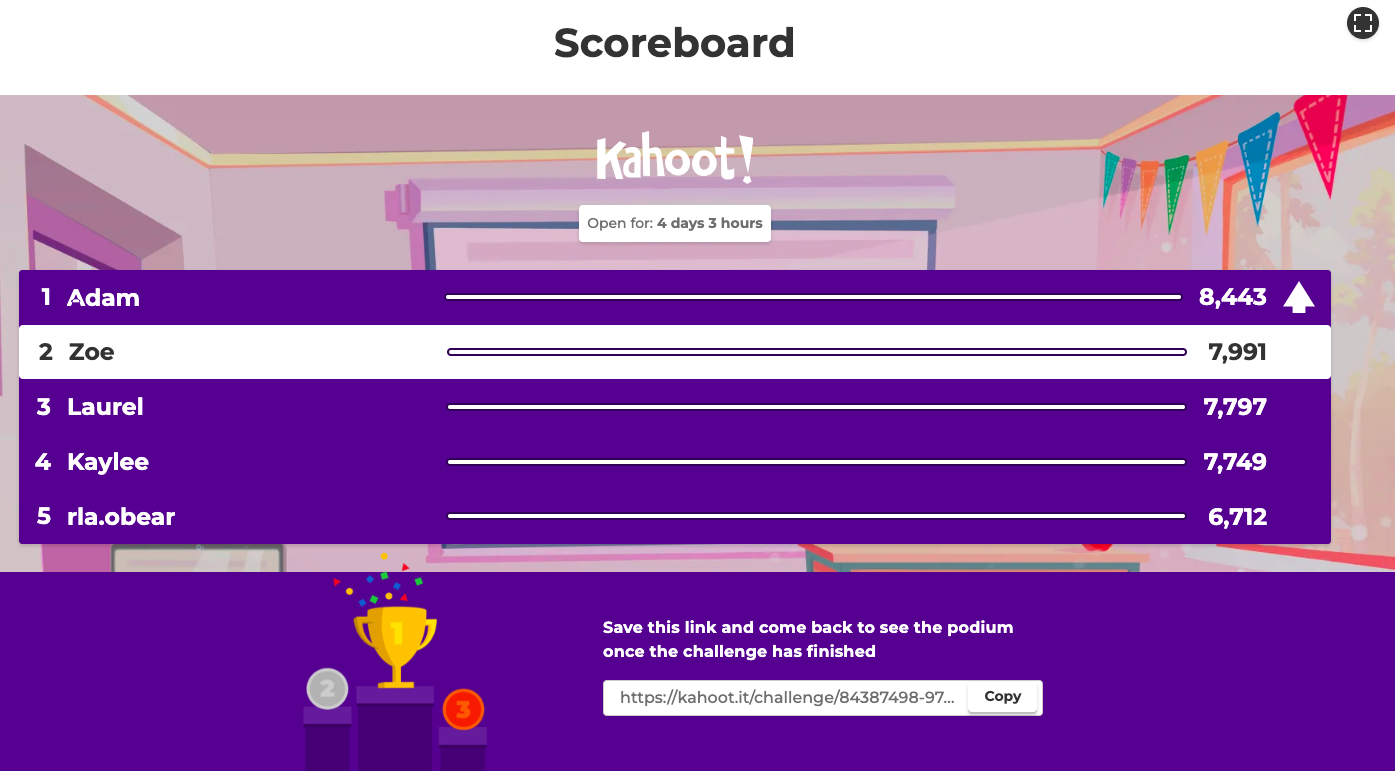 Scoreboard
Kahoot!
Open for: 4 days 3 hours
1 Adam 8,443
2 Zoe 7,991
3 Laurel 7,797
4 Kaylee 7,749
5 rla.obear 6,712
1
2
3
Save this link and come back to see the podium
once the challenge has finished
https://kahoot.it/challenge/84387498-97... Copy